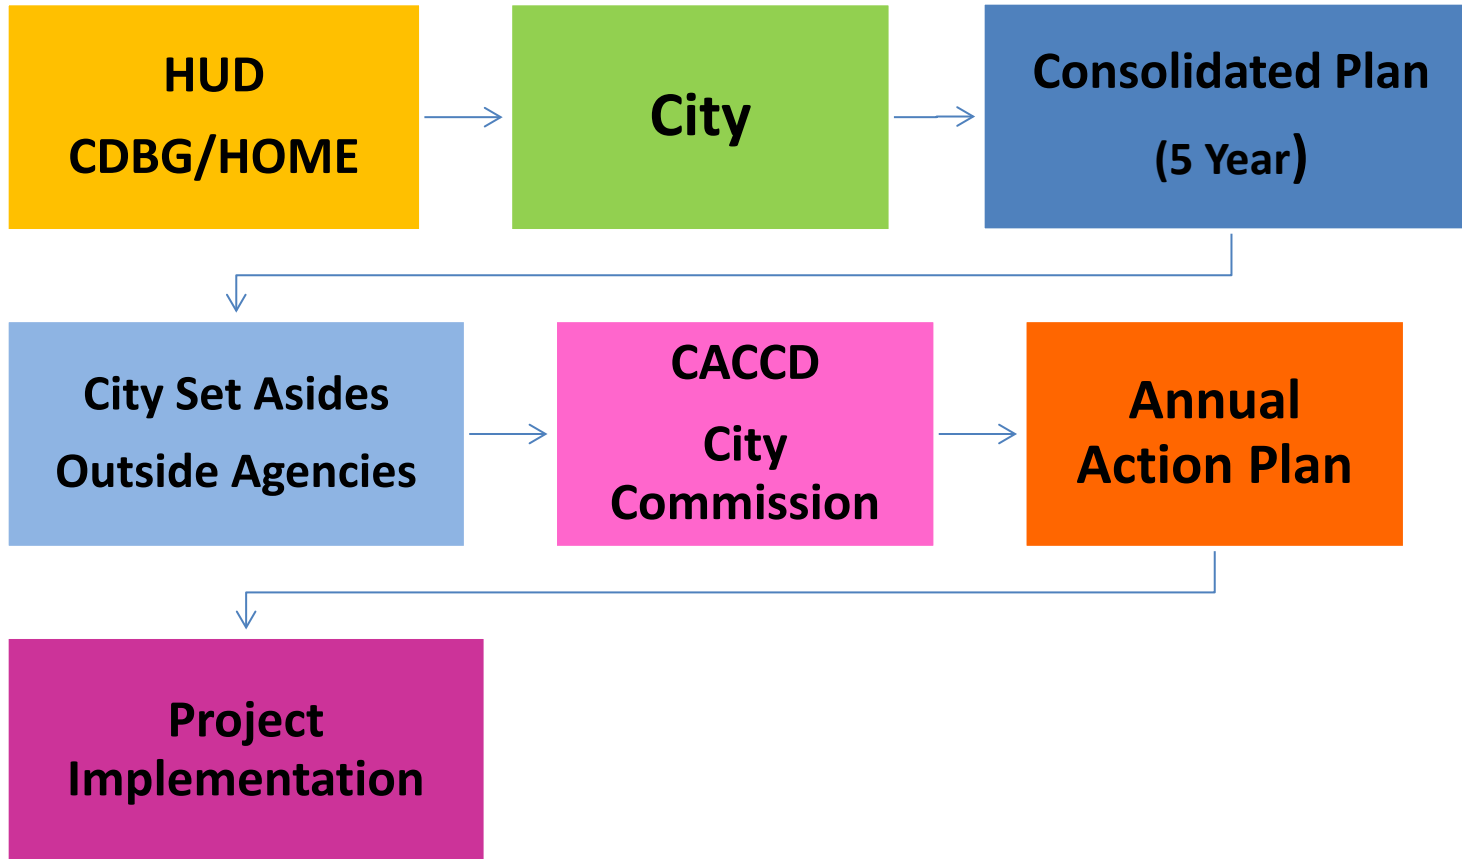 HUD
CDBG/HOME
City
Consolidated Plan
(5 Year)
City Set Asides
Outside Agencies
CACCD
City
Commission
Annual
Action Plan
Project
Implementation